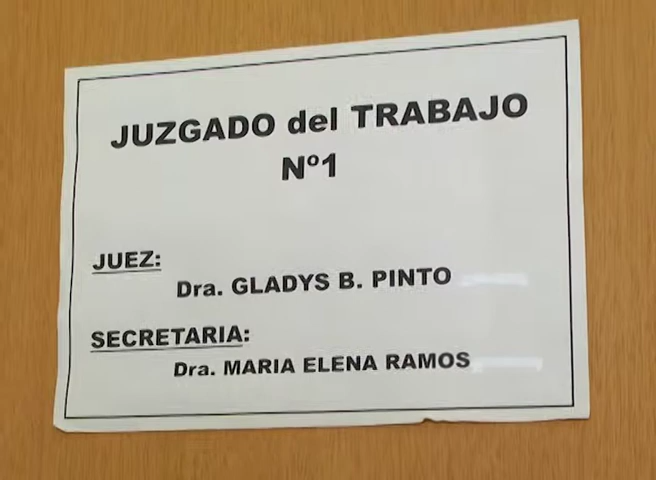 JUZGADO del TRABAJO
Nº1
JUEZ:
Dra. GLADYS B. PINTO
SECRETARIA:
Dra. MARIA ELENA RAMOS